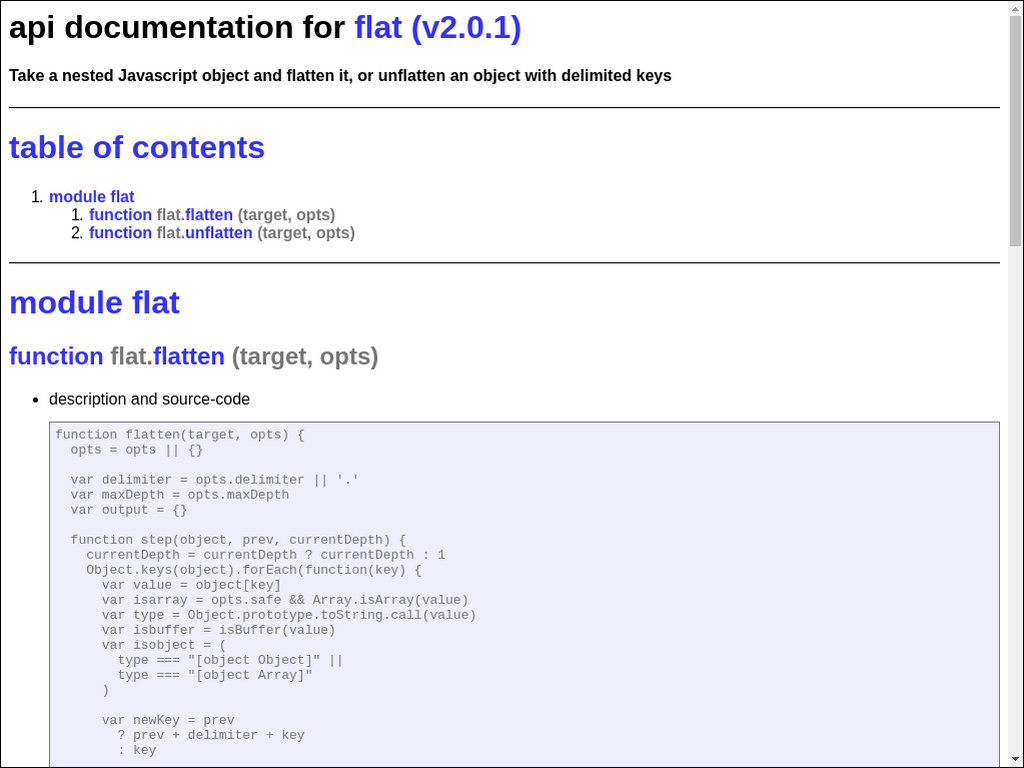 api documentation for flat (v2.0.1)
Take a nested Javascript object and flatten it, or unflatten an object with delimited keys
table of contents
1. module flat
1. function flat.flatten (target, opts)
2. function flat.unflatten (target, opts)
module flat
function flat.flatten (target, opts)
• description and source-code
function flatten(target, opts) {
  opts = opts || {}

  var delimiter = opts.delimiter || '.'
  var maxDepth = opts.maxDepth
  var output = {}

  function step(object, prev, currentDepth) {
    currentDepth = currentDepth ? currentDepth : 1
    Object.keys(object).forEach(function(key) {
      var value = object[key]
      var isarray = opts.safe && Array.isArray(value)
      var type = Object.prototype.toString.call(value)
      var isbuffer = isBuffer(value)
      var isobject = (
        type === "[object Object]" ||
        type === "[object Array]"
      )

      var newKey = prev
        ? prev + delimiter + key
        : key